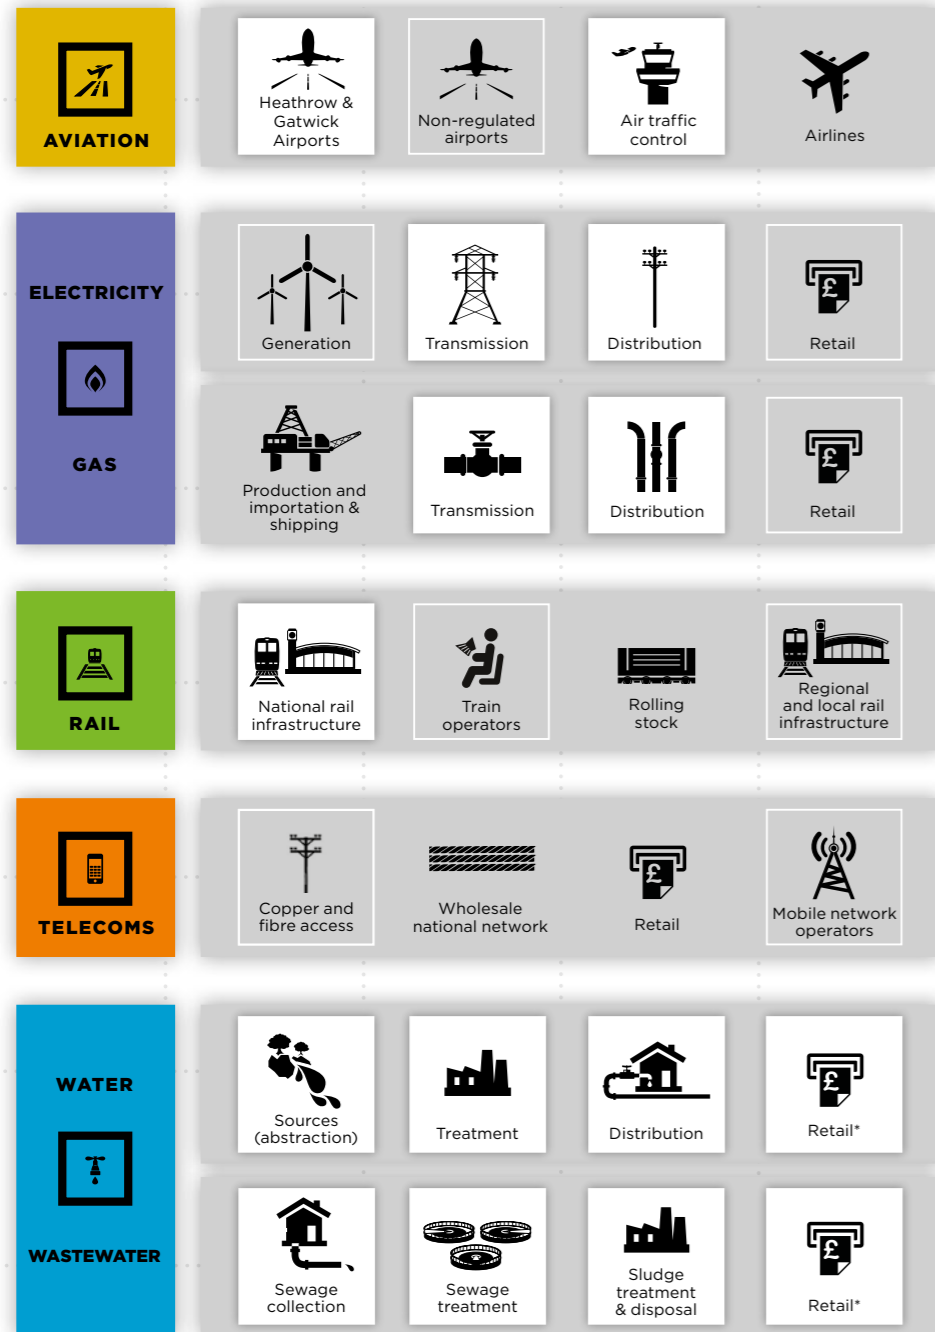 AVIATION
Heathrow &
Gatwick
Airports
Non-regulated
airports
Air traffic
control
Airlines
ELECTRICITY
GAS
Generation
Transmission
Distribution
£
Retail
Production and
importation &
shipping
Transmission
Distribution
£
Retail
RAIL
National rail
infrastructure
Train
operators
Rolling
stock
Regional
and local rail
infrastructure
TELECOMS
Copper and
fibre access
Wholesale
national network
£
Retail
Mobile network
operators
WATER
WASTEWATER
Sources
(abstraction)
Treatment
Distribution
£
Retail*
Sewage
collection
Sewage
treatment
Sludge
treatment
& disposal
£
Retail*